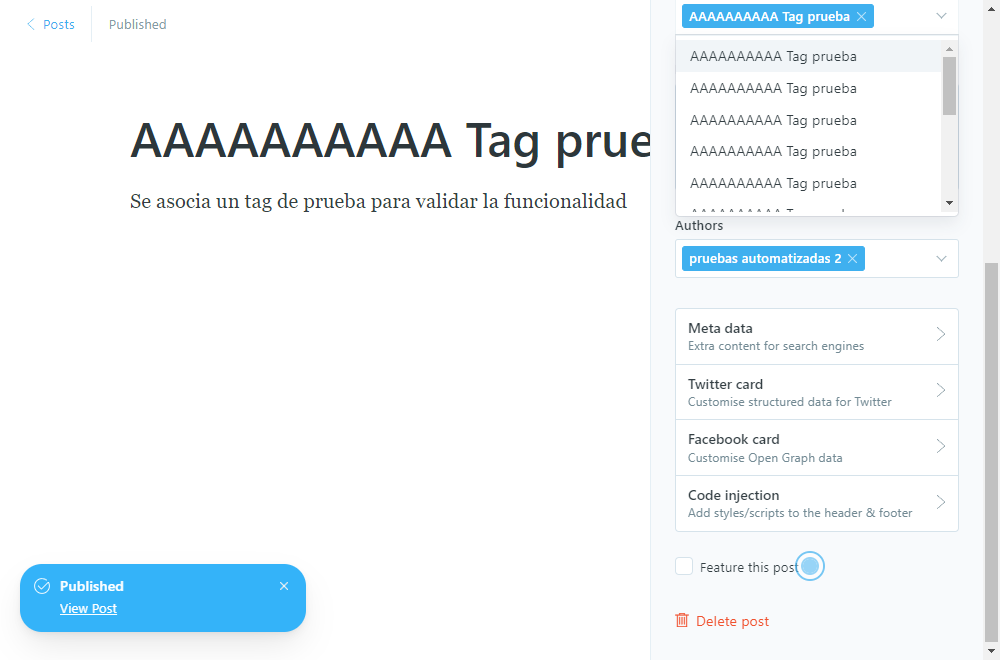 Posts
Published
AAAAAAAAAA Tag prue
Se asocia un tag de prueba para validar la funcionalidad
AAAAAAAAAA Tag prueba
AAAAAAAAAA Tag prueba
AAAAAAAAAA Tag prueba
AAAAAAAAAA Tag prueba
AAAAAAAAAA Tag prueba
AAAAAAAAAA Tag prueba
Authors
pruebas automatizadas 2
Meta data
Extra content for search engines
Twitter card
Customise structured data for Twitter
Facebook card
Customise Open Graph data
Code injection
Add styles/scripts to the header & footer
Feature this post
Delete post
Published
View Post